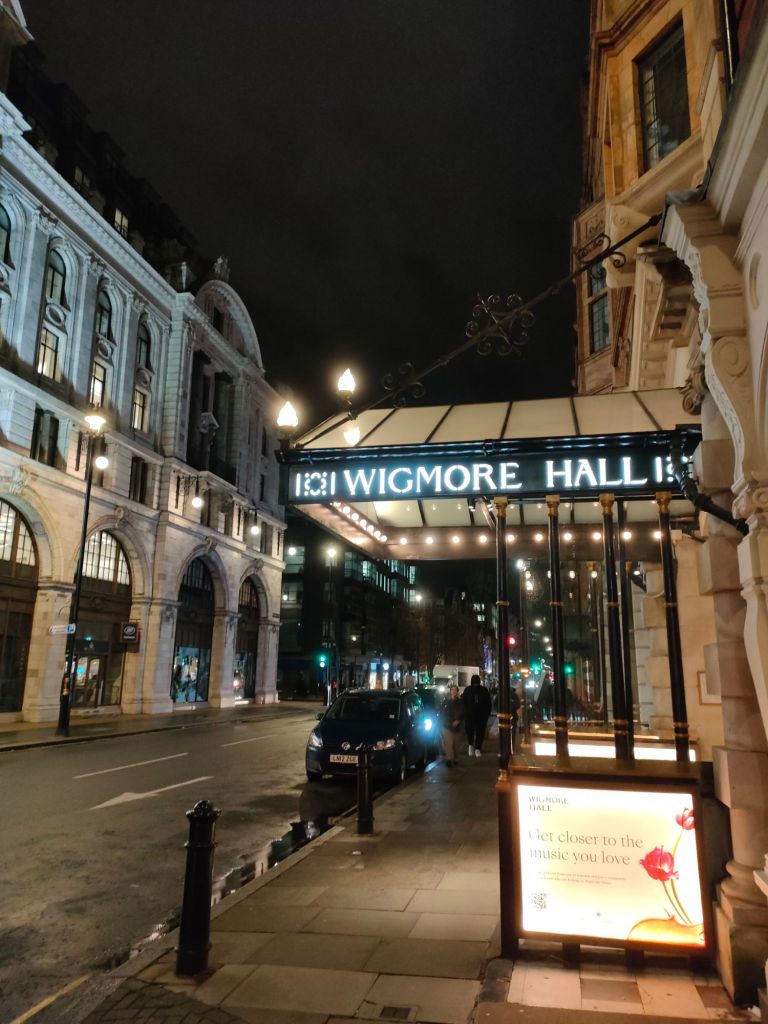 WIGMORE HALL
WIGMORE
HALL
Get closer to the
music you love